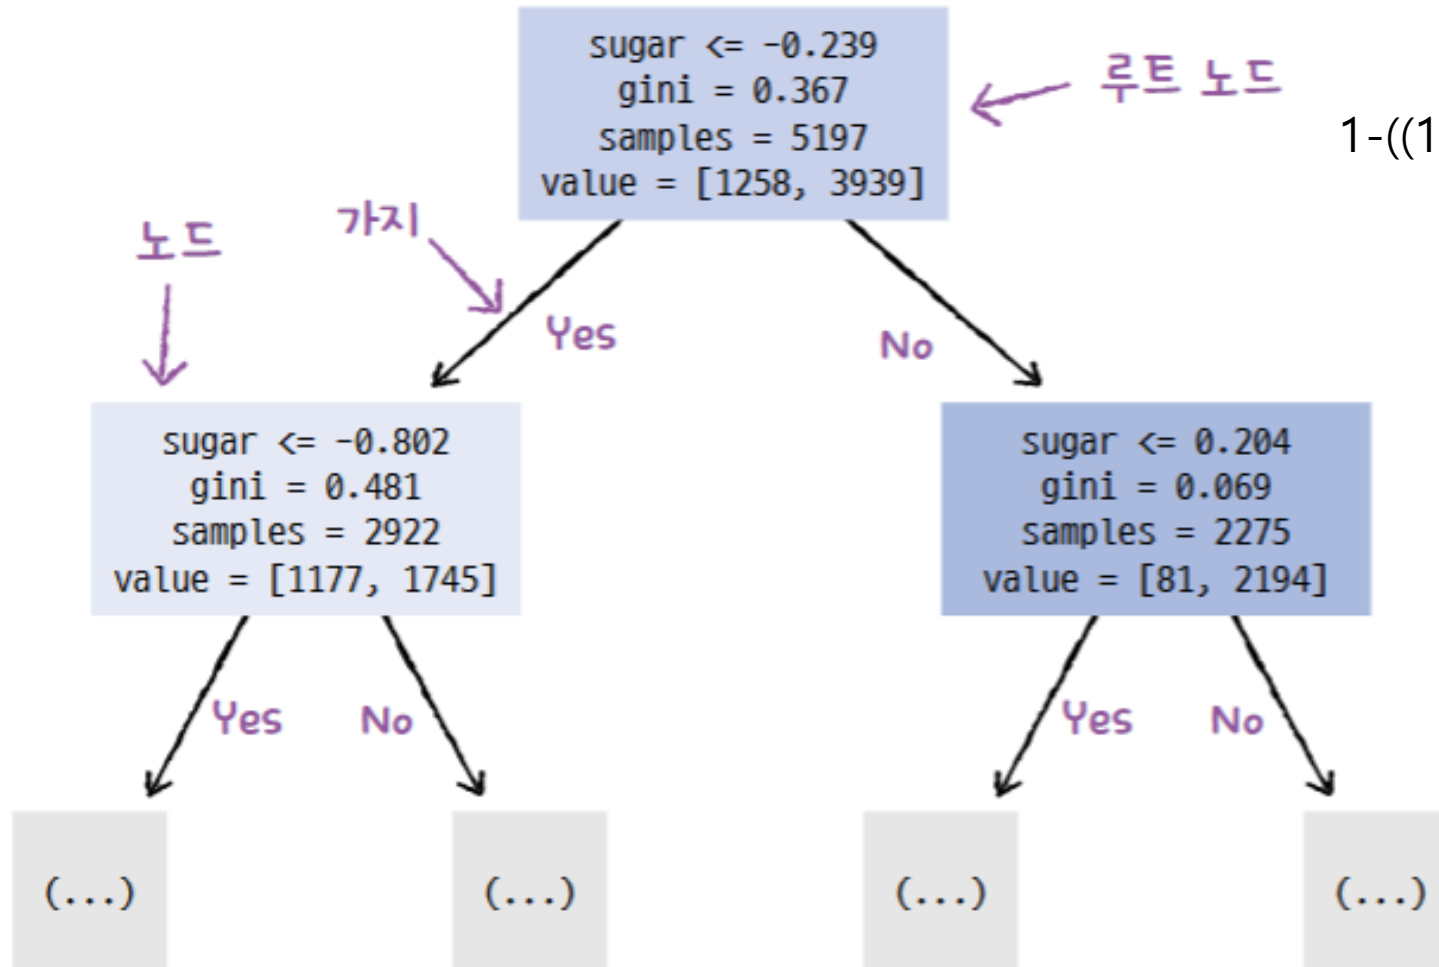 sugar <= -0.239
gini = 0.367
samples = 5197
value = [1258, 3939]
루트 노드
1-((1
노드
가지
Yes
No
sugar <= -0.802
gini = 0.481
samples = 2922
value = [1177, 1745]
sugar <= 0.204
gini = 0.069
samples = 2275
value = [81, 2194]
Yes
No
Yes
No
(...)
(...)
(...)
(...)